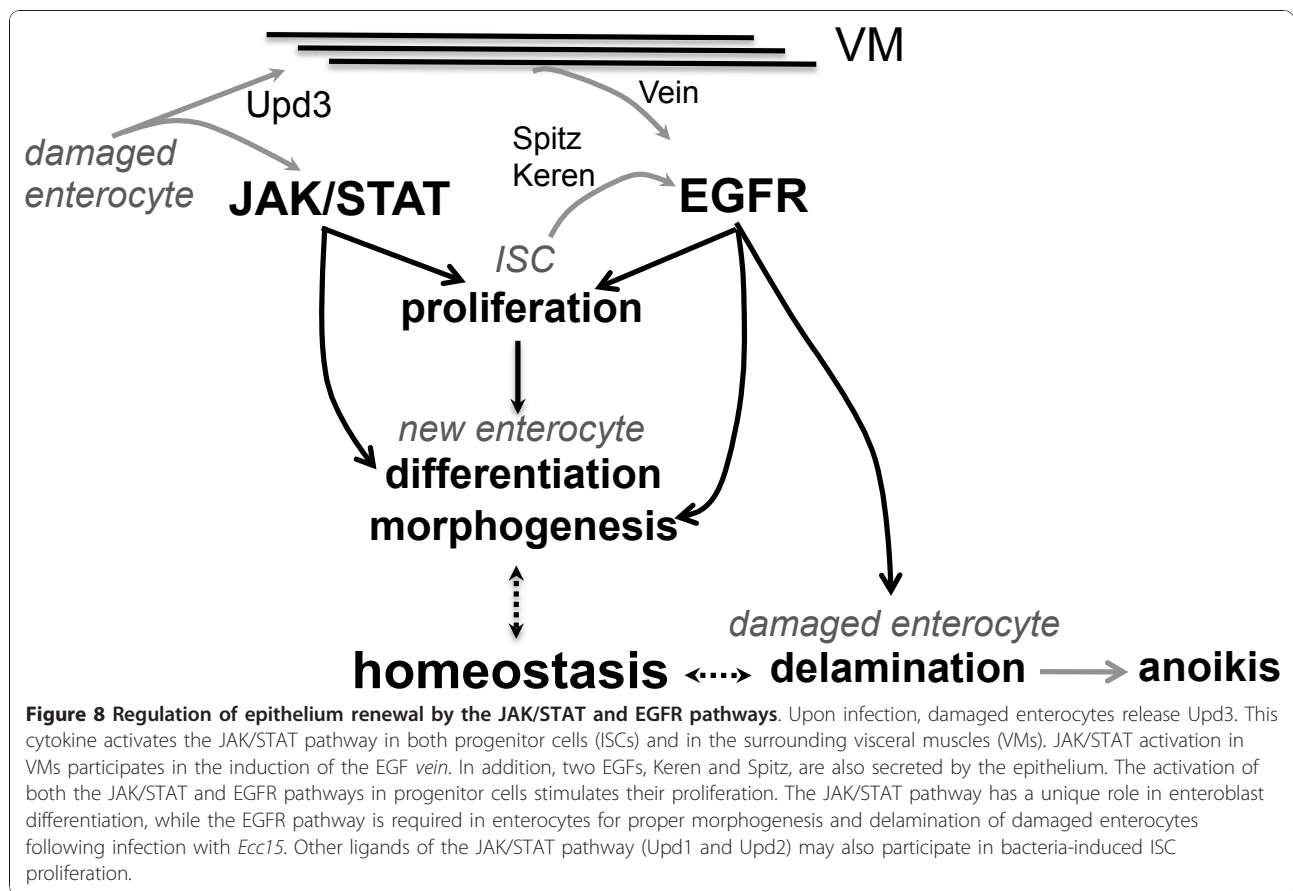 VM
Vein
Upd3
Spitz
Keren
damaged
enterocyte
JAK/STAT
EGFR
ISC
proliferation
new enterocyte
differentiation
morphogenesis
damaged enterocyte
homeostasis
delamination
anoikis
Figure 8 Regulation of epithelium renewal by the JAK/STAT and EGFR pathways. Upon infection, damaged enterocytes release Upd3. This
cytokine activates the JAK/STAT pathway in both progenitor cells (ISCs) and in the surrounding visceral muscles (VMs). JAK/STAT activation in
VMs participates in the induction of the EGF vein. In addition, two EGFs, Keren and Spitz, are also secreted by the epithelium. The activation of
both the JAK/STAT and EGFR pathways in progenitor cells stimulates their proliferation. The JAK/STAT pathway has a unique role in enteroblast
differentiation, while the EGFR pathway is required in enterocytes for proper morphogenesis and delamination of damaged enterocytes
following infection with Ecc15. Other ligands of the JAK/STAT pathway (Upd1 and Upd2) may also participate in bacteria-induced ISC
proliferation.